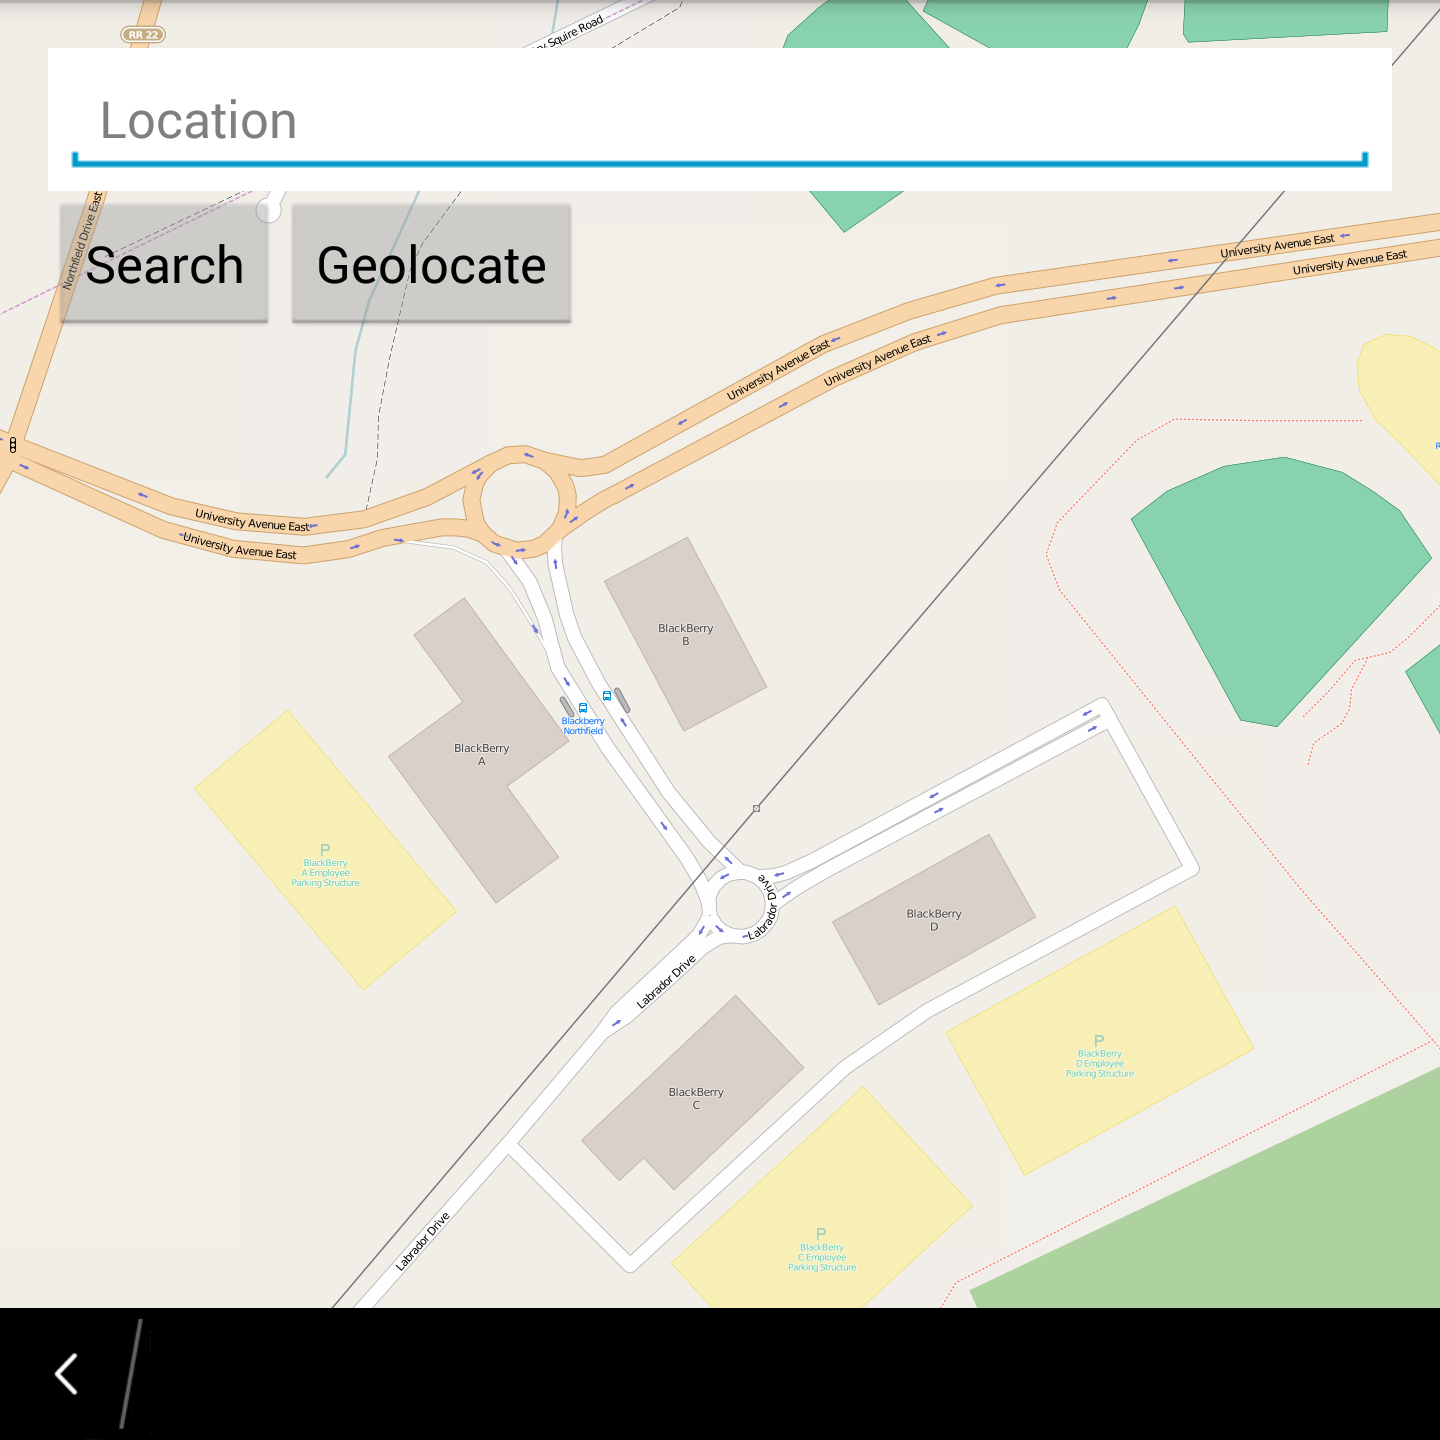 RR 22
Squire Road
Location
Northfield Drive East
Search
Geolocate
University Avenue East
University Avenue East
University Avenue East
University Avenue East
University Avenue East
University Avenue East
BlackBerry
B
Blackberry
Northfield
BlackBerry
A
P
BlackBerry
A Employee
Parking Structure
Labrador Drive
BlackBerry
D
Labrador Drive
P
BlackBerry
D Employee
Parking Structure
BlackBerry
C
Labrador Drive
P
BlackBerry
C Employee
Parking Structure